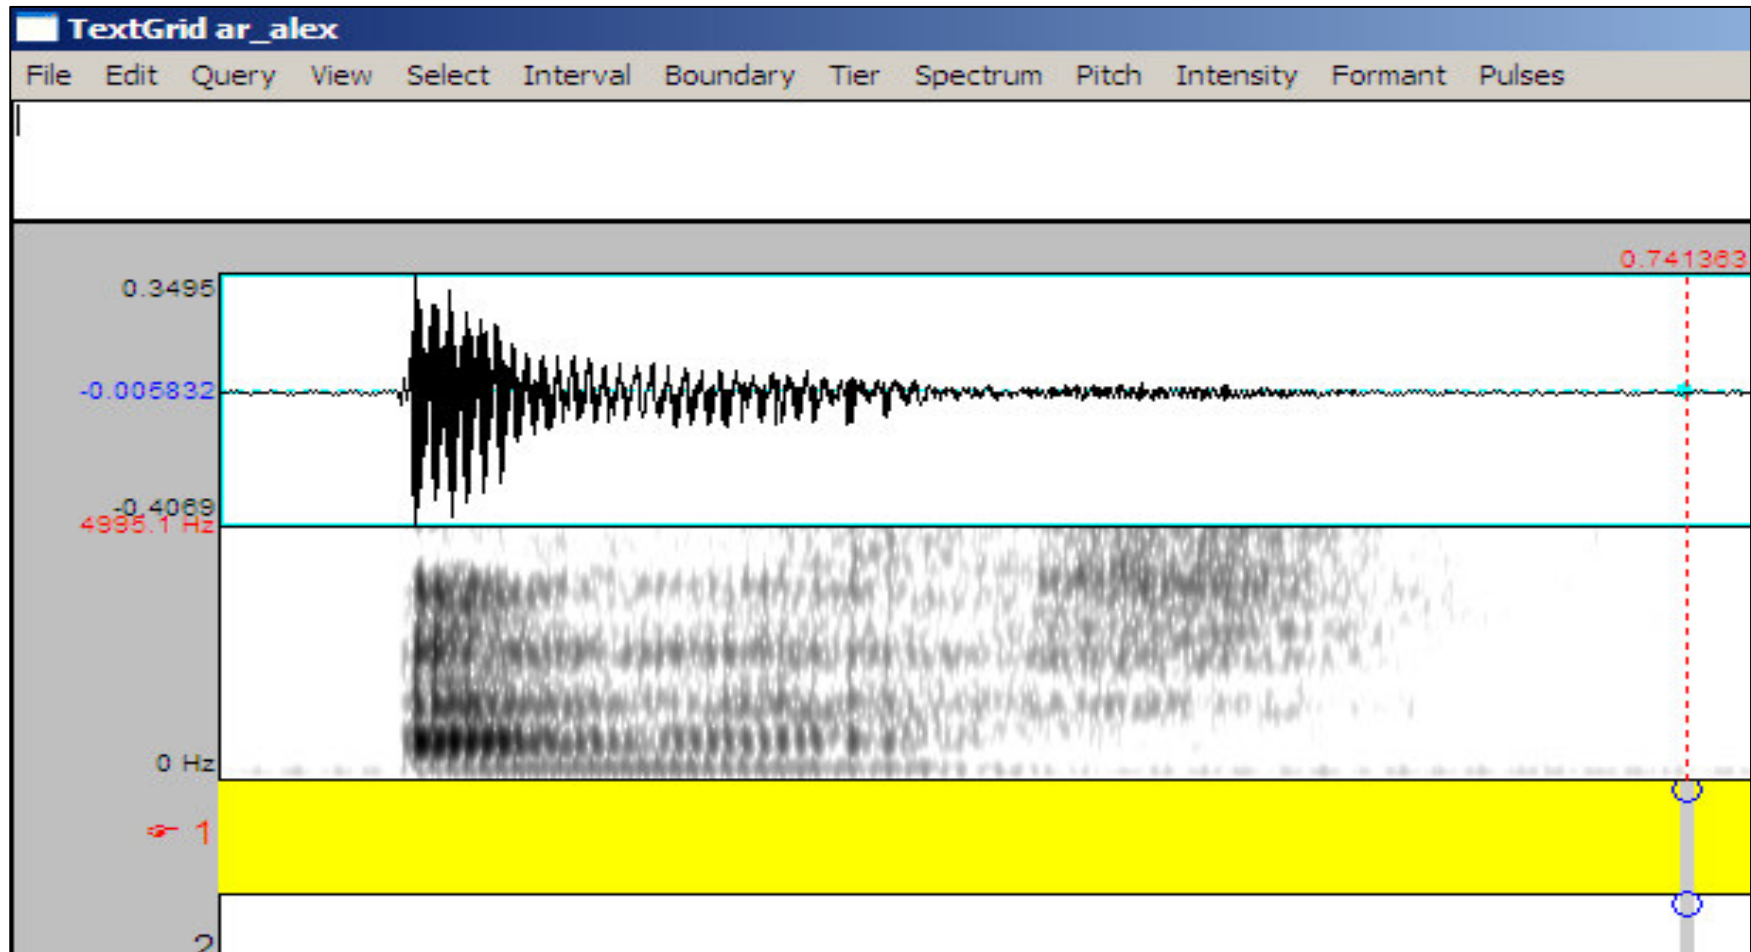 TextGrid ar_alex
File Edit Query View Select Interval Boundary Tier Spectrum Pitch Intensity Formant Pulses
0.741363
0.3495
-0.005832
-0.4069
4995.1 Hz
0 Hz
1
2